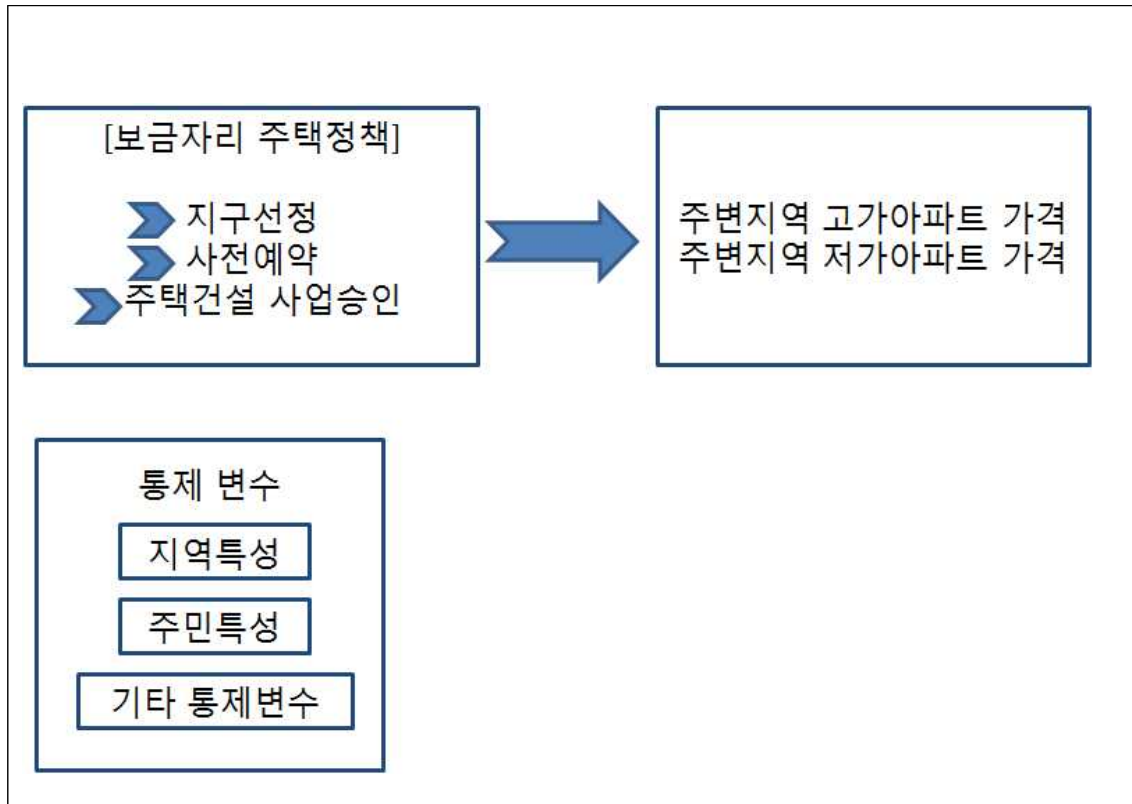 [보금자리 주택정책]
지구선정
사전예약
주택건설 사업승인
주변지역 고가아파트 가격
주변지역 저가아파트 가격
통제 변수
지역특성
주민특성
기타 통제변수